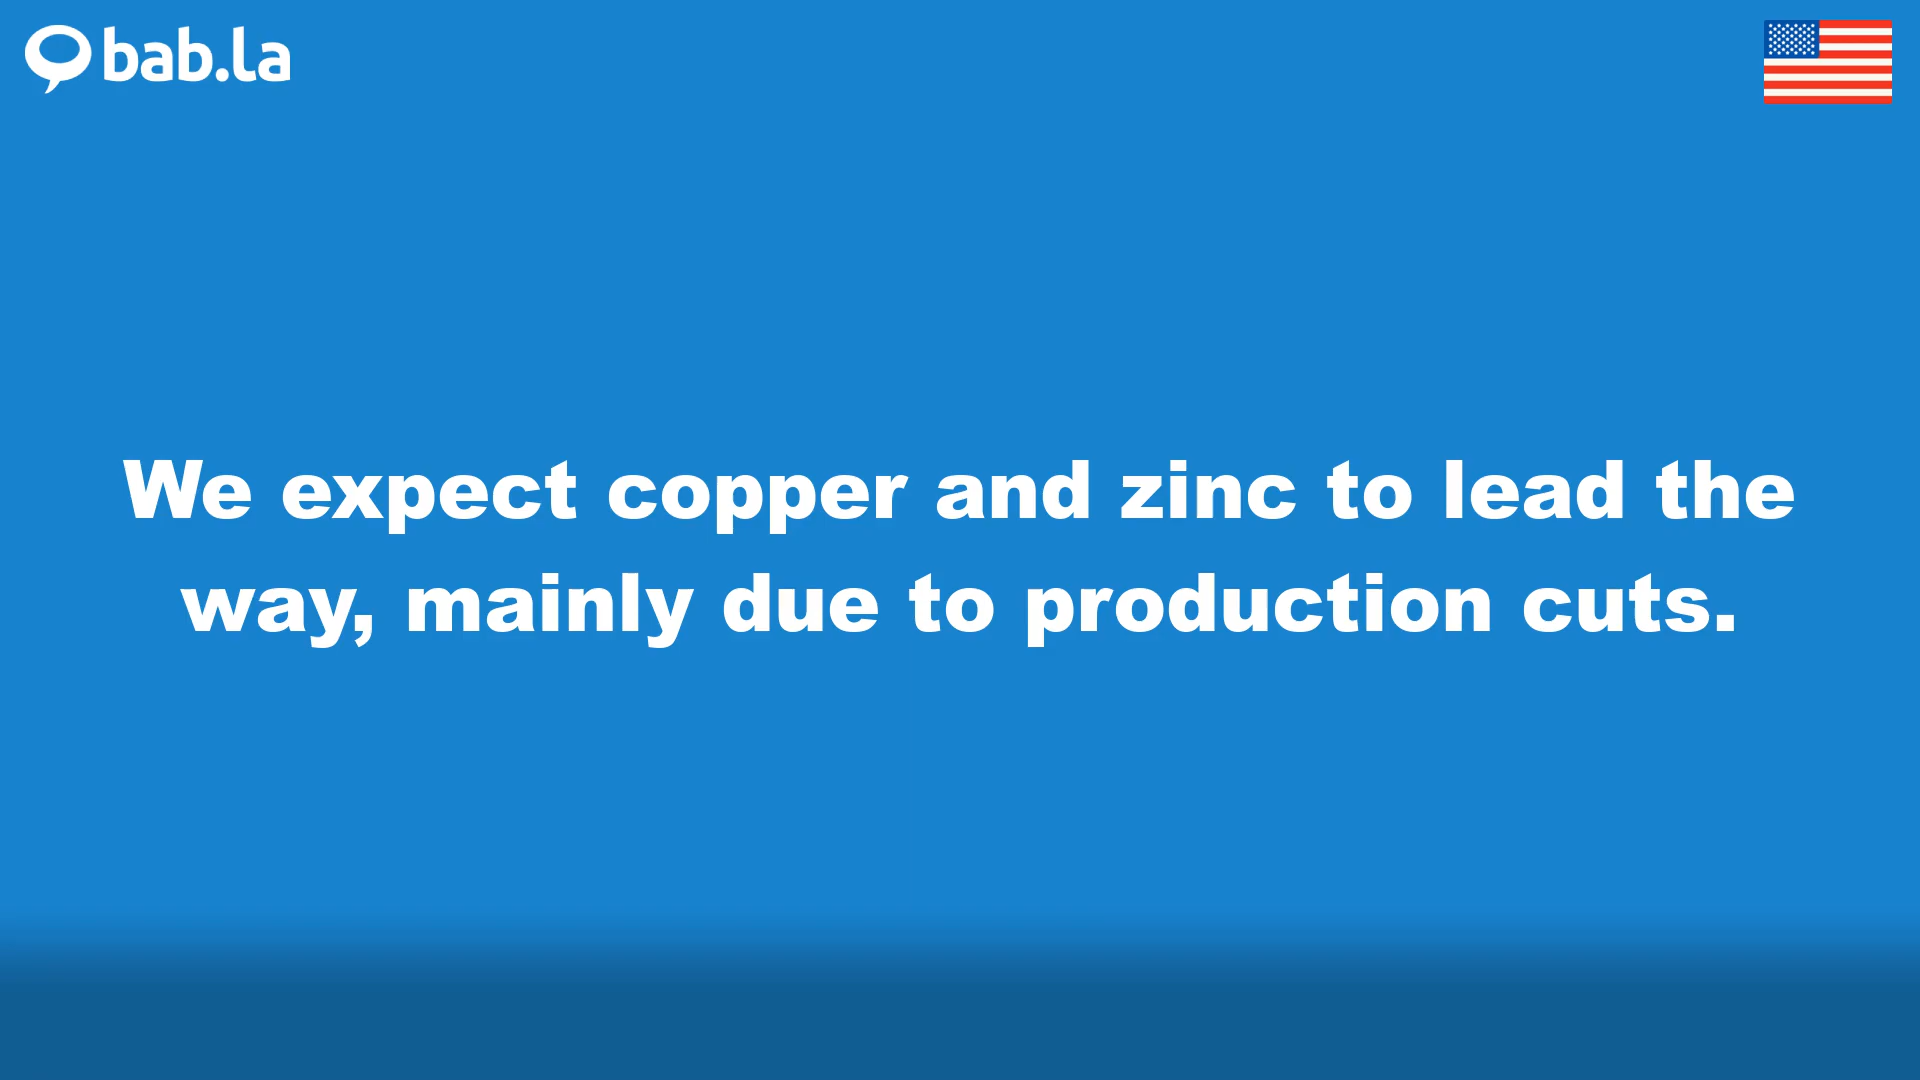 bab.la
We expect copper and zinc to lead the
way, mainly due to production cuts.